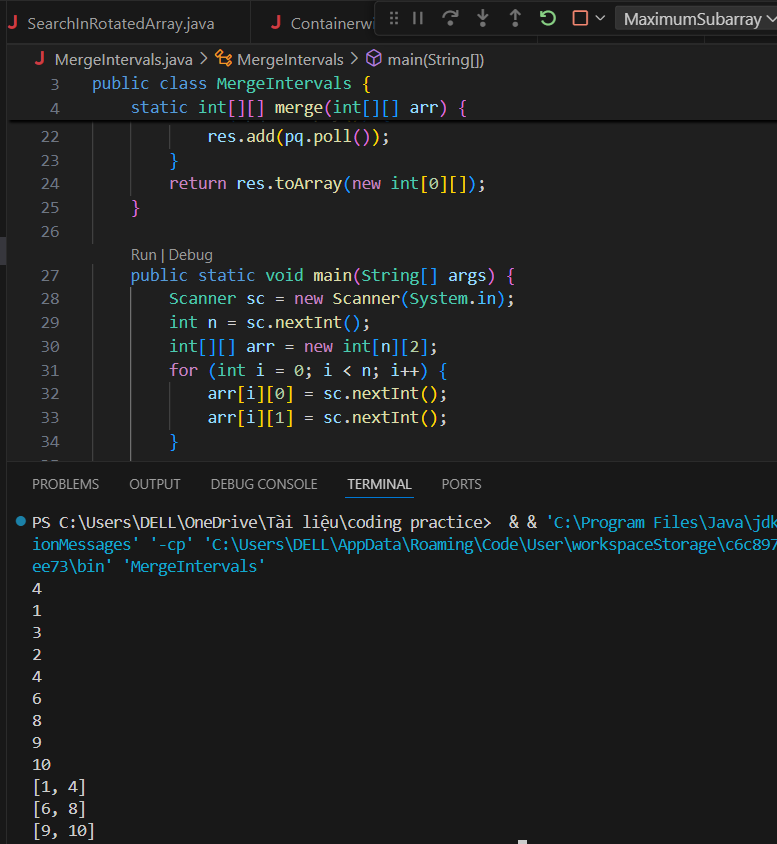 SearchInRotatedArray.java Containerwi MaximumSubarray
MergeIntervals.java > MergeIntervals > main(String[])
3 public class MergeIntervals {
4 static int[][] merge(int[][] arr) {
22 res.add(pq.poll());
23 }
24 return res.toArray(new int[0][]);
25 }
26
Run | Debug
27 public static void main(String[] args) {
28 Scanner sc = new Scanner(System.in);
29 int n = sc.nextInt();
30 int[][] arr = new int[n][2];
31 for (int i = 0; i < n; i++) {
32 arr[i][0] = sc.nextInt();
33 arr[i][1] = sc.nextInt();
34 }
PROBLEMS OUTPUT DEBUG CONSOLE TERMINAL PORTS
PS C:\Users\DELL\OneDrive\Tài liệu\coding practice> & & 'C:\Program Files\Java\jdk
ionMessages' '-cp' 'C:\Users\DELL\AppData\Roaming\Code\User\workspaceStorage\c6c897
ee73\bin' 'MergeIntervals'
4
1
3
2
4
6
8
9
10
[1, 4]
[6, 8]
[9, 10]